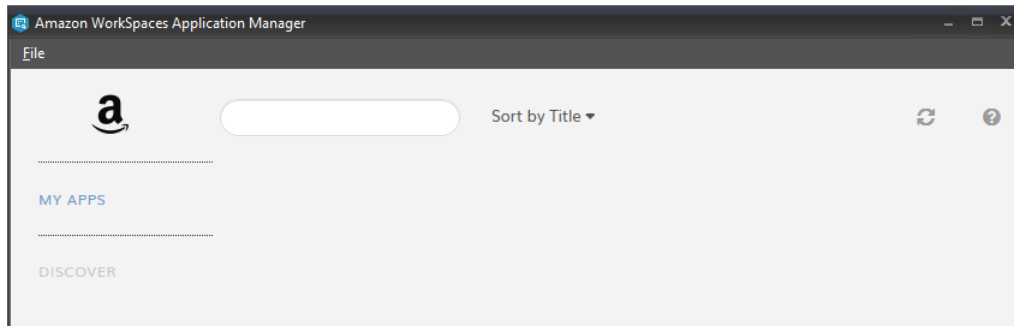 Amazon WorkSpaces Application Manager
File
a
Sort by Title
?
MY APPS
DISCOVER